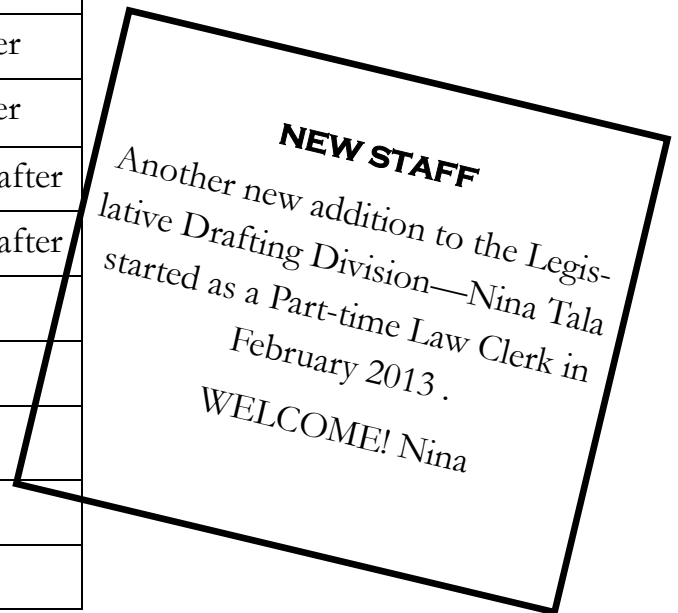 er
er
after
after
NEW STAFF
Another new addition to the Legis-
lative Drafting Division—Nina Tala
started as a Part-time Law Clerk in
February 2013 .
WELCOME! Nina